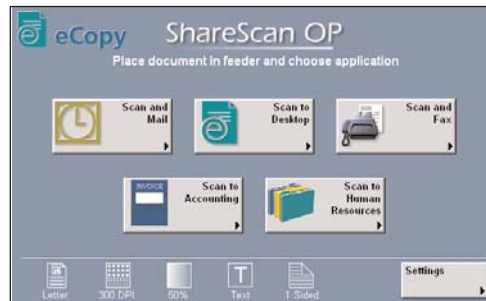 eCopy ShareScan OP
Place document in feeder and choose application
Scan and
Mail
Scan to
Desktop
Scan and
Fax
INVOICE
Scan to
Accounting
Scan to
Human
Resources
Letter
300 DPI
50%
Text
1 Sided
Settings